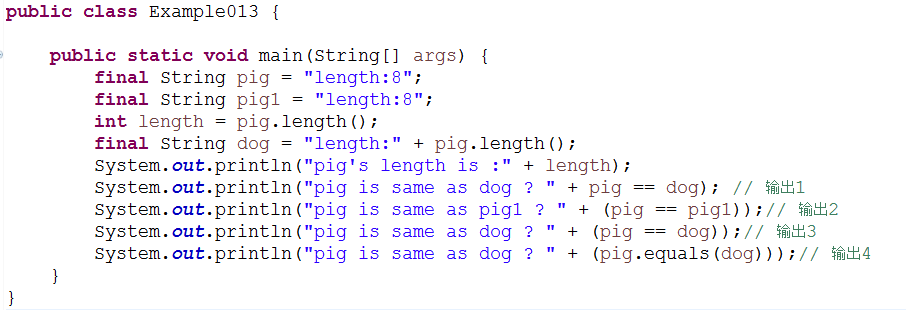 public class Example013 {
public static void main(String[] args) {
final String pig = "length:8";
final String pig1 = "length:8";
int length = pig.length();
final String dog = "length:" + pig.length();
System.out.println("pig's length is :" + length);
System.out.println("pig is same as dog ? " + pig == dog); // 输出1
System.out.println("pig is same as pig1 ? " + (pig == pig1));// 输出2
System.out.println("pig is same as dog ? " + (pig == dog));// 输出3
System.out.println("pig is same as dog ? " + (pig.equals(dog)));// 输出4
}
}